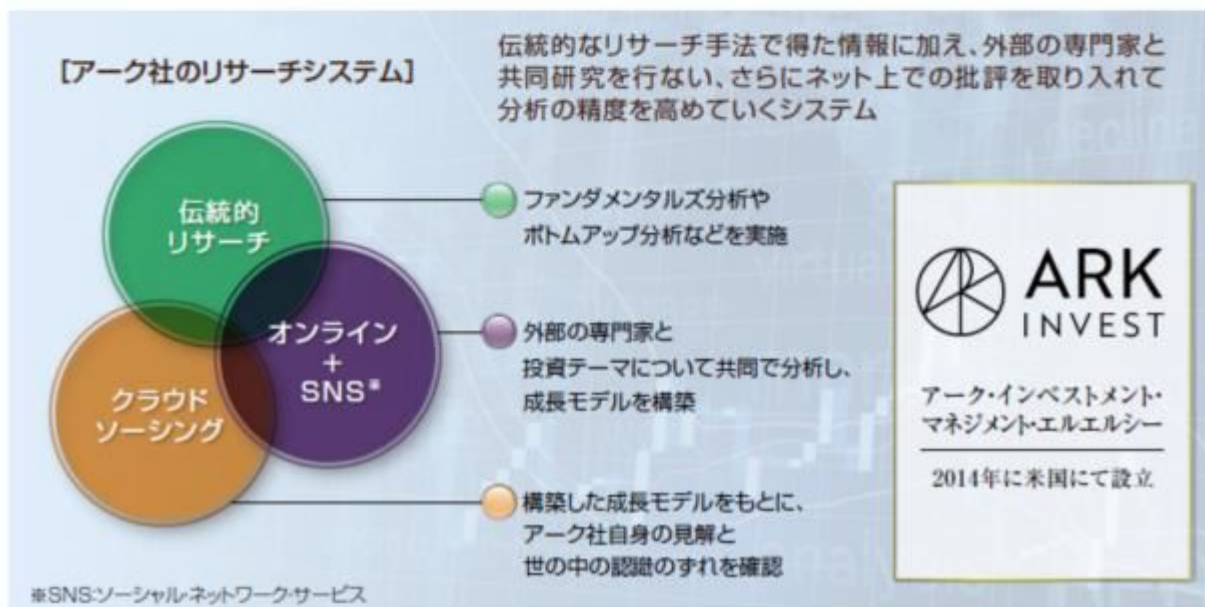 ［アーク社のリサーチシステム］
伝統的なリサーチ手法で得た情報に加え、外部の専門家と
共同研究を行ない、さらにネット上での批評を取り入れて
分析の精度を高めていくシステム
伝統的
リサーチ
オンライン
+
SNS※
クラウド
ソーシング
ファンダメンタルズ分析や
ボトムアップ分析などを実施
外部の専門家と
投資テーマについて共同で分析し、
成長モデルを構築
構築した成長モデルをもとに、
アーク社自身の見解と
世の中の認識のずれを確認
ARK
INVEST
アーク・インベストメント・
マネジメント・エルエルシー
2014年に米国にて設立
※SNS:ソーシャル・ネットワーク・サービス